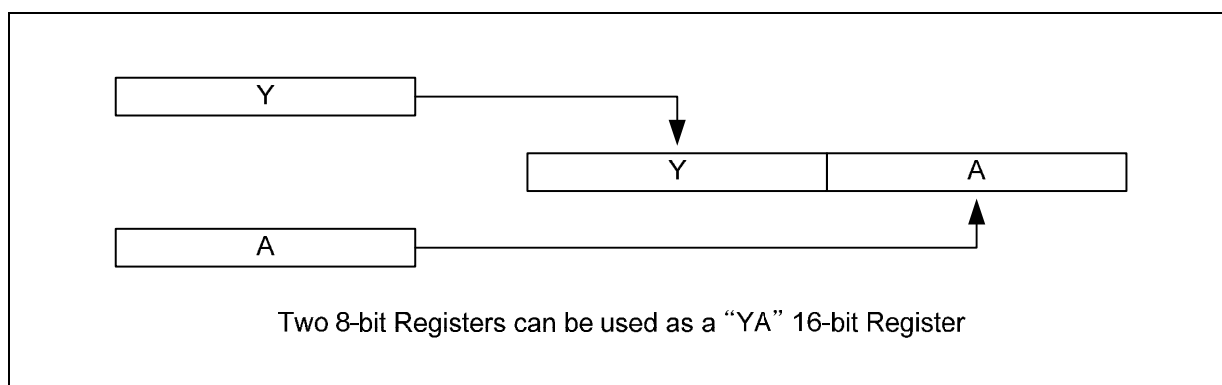 Y
Y A
A
Two 8-bit Registers can be used as a “YA” 16-bit Register